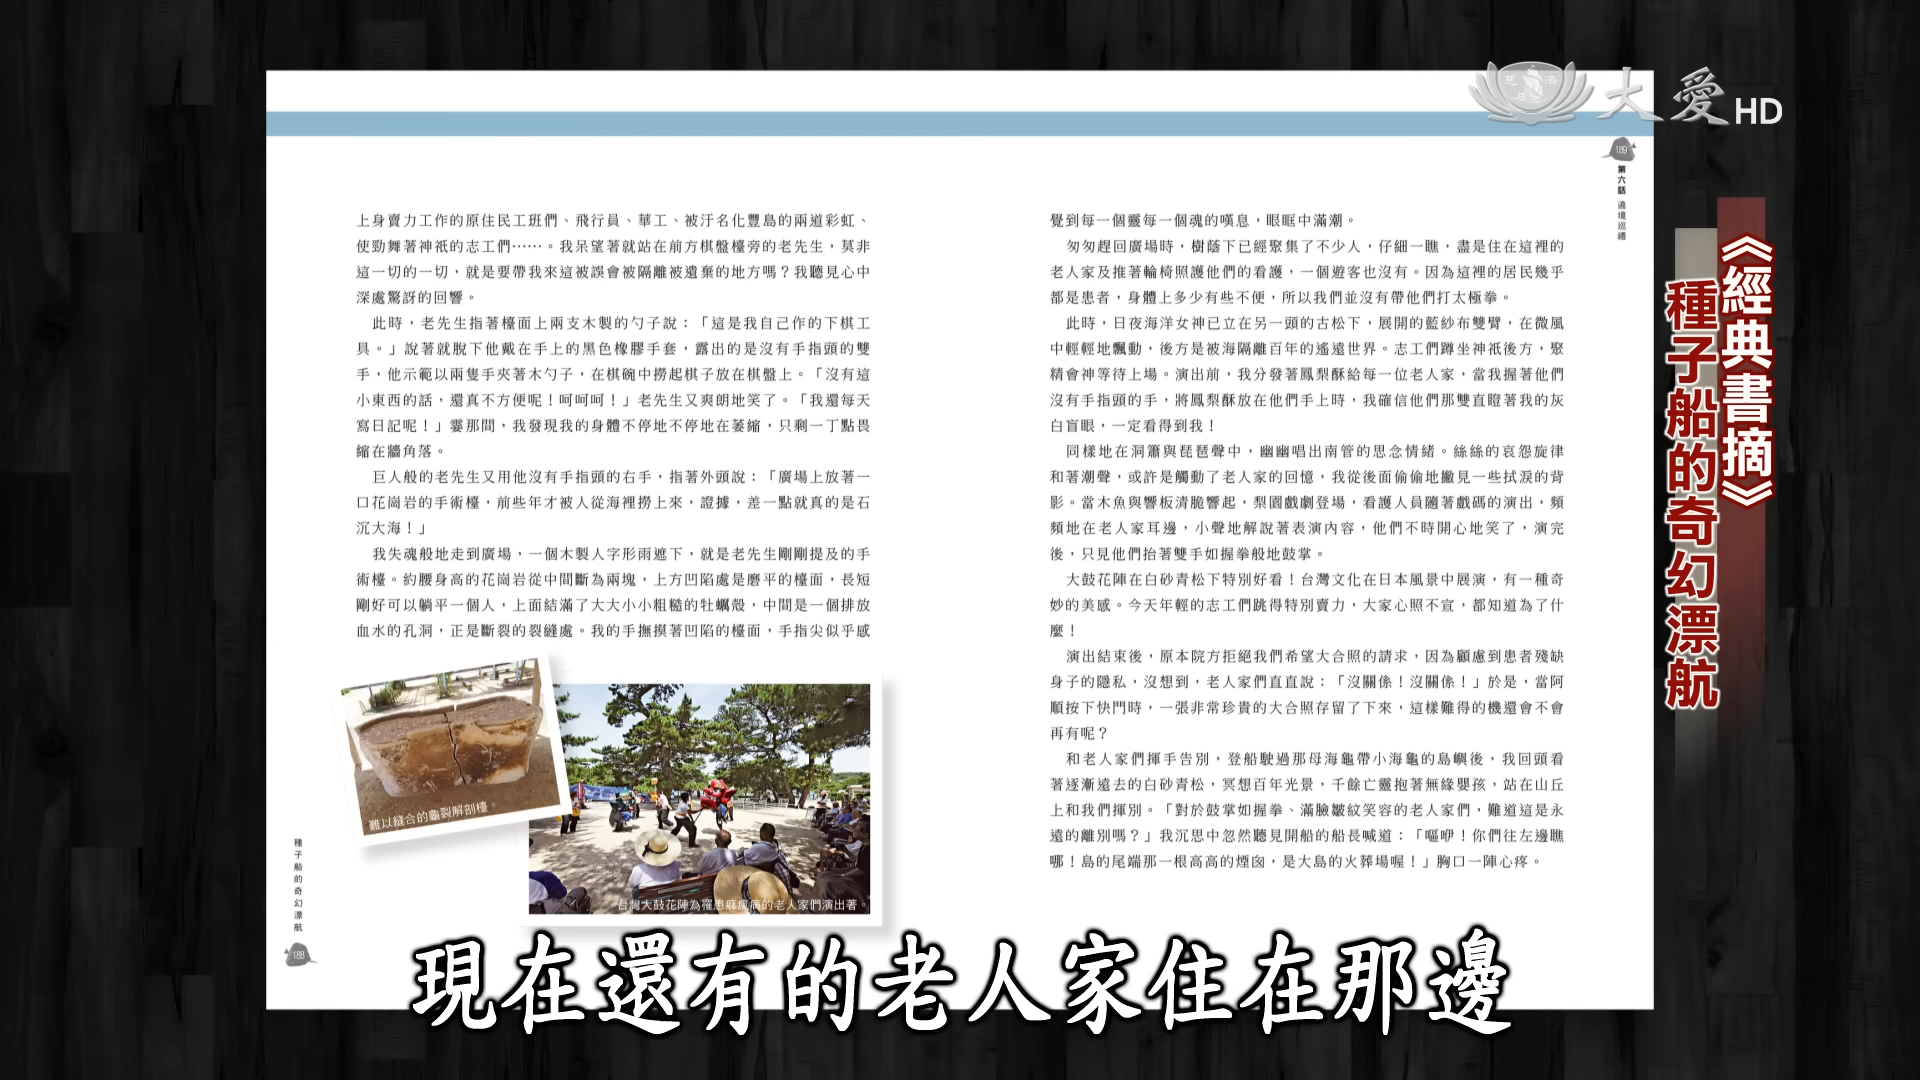 大愛HD
《經典書摘》
種子船的奇幻漂航
上身賣力工作的原住民工班們、飛行員、華工、被汙名化豐島的兩道彩虹、
使勁舞著神祇的志工們……。我呆望著就站在前方棋盤檯旁的老先生，莫非
這一切的一切，就是要帶我來這被誤會被隔離被遺棄的地方嗎？我聽見心中
深處驚訝的回響。
此時，老先生指著檯面上兩支木製的勺子說：「這是我自己作的下棋工
具。」說著就脫下他戴在手上的黑色橡膠手套，露出的是沒有手指頭的雙
手，他示範以兩隻手夾著木勺子，在棋碗中撈起棋子放在棋盤上。「沒有這
小東西的話，還真不方便呢！呵呵呵！」老先生又爽朗地笑了。「我還每天
寫日記呢！」霎那間，我發現我的身體不停地不停地在萎縮，只剩一丁點畏
縮在牆角落。
巨人般的老先生又用他沒有手指頭的右手，指著外頭說：「廣場上放著一
口花崗岩的手術檯，前些年才被人從海裡撈上來，證據，差一點就真的是石
沉大海！」
我失魂般地走到廣場，一個木製人字形雨遮下，就是老先生剛剛提及的手
術檯。約腰身高的花崗岩從中間斷為兩塊，上方凹陷處是磨平的檯面，長短
剛好可以躺平一個人，上面結滿了大大小小粗糙的牡蠣殼，中間是一個排放
血水的孔洞，正是斷裂的裂縫處。我的手撫摸著凹陷的檯面，手指尖似乎感
難以縫合的龜裂解剖檯。
台灣大鼓花陣為罹患痲瘋病的老人家們演出著。
種子船的奇幻漂航
188
189
第六話 遶境巡禮
覺到每一個靈每一個魂的嘆息，眼眶中滿潮。
匆匆趕回廣場時，樹蔭下已經聚集了不少人，仔細一瞧，盡是住在這裡的
老人家及推著輪椅照護他們的看護，一個遊客也沒有。因為這裡的居民幾乎
都是患者，身體上多少有些不便，所以我們並沒有帶他們打太極拳。
此時，日夜海洋女神已立在另一頭的古松下，展開的藍紗布雙臂，在微風
中輕輕地飄動，後方是被海隔離百年的遙遠世界。志工們蹲坐神祇後方，聚
精會神等待上場。演出前，我分發著鳳梨酥給每一位老人家，當我握著他們
沒有手指頭的手，將鳳梨酥放在他們手上時，我確信他們那雙直瞪著我的灰
白盲眼，一定看得到我！
同樣地在洞簫與琵琶聲中，幽幽唱出南管的思念情緒。絲絲的哀怨旋律
和著潮聲，或許是觸動了老人家的回憶，我從後面偷偷地撇見一些拭淚的背
影。當木魚與響板清脆響起，梨園戲劇登場，看護人員隨著戲碼的演出，頻
頻地在老人家耳邊，小聲地解說著表演內容，他們不時開心地笑了，演完
後，只見他們抬著雙手如握拳般地鼓掌。
大鼓花陣在白砂青松下特別好看！台灣文化在日本風景中展演，有一種奇
妙的美感。今天年輕的志工們跳得特別賣力，大家心照不宣，都知道為了什
麼！
演出結束後，原本院方拒絕我們希望大合照的請求，因為顧慮到患者殘缺
身子的隱私，沒想到，老人家們直直說：「沒關係！沒關係！」於是，當阿
順按下快門時，一張非常珍貴的大合照存留了下來，這樣難得的機還會不會
再有呢？
和老人家們揮手告別，登船駛過那母海龜帶小海龜的島嶼後，我回頭看
著逐漸遠去的白砂青松，冥想百年光景，千餘亡靈抱著無緣嬰孩，站在山丘
上和我們揮別。「對於鼓掌如握拳、滿臉皺紋笑容的老人家們，難道這是永
遠的離別嗎？」我沉思中忽然聽見開船的船長喊道：「嘔咿！你們往左邊瞧
哪！島的尾端那一根高高的煙囪，是大島的火葬場喔！」胸口一陣心疼。
現在還有的老人家住在那邊